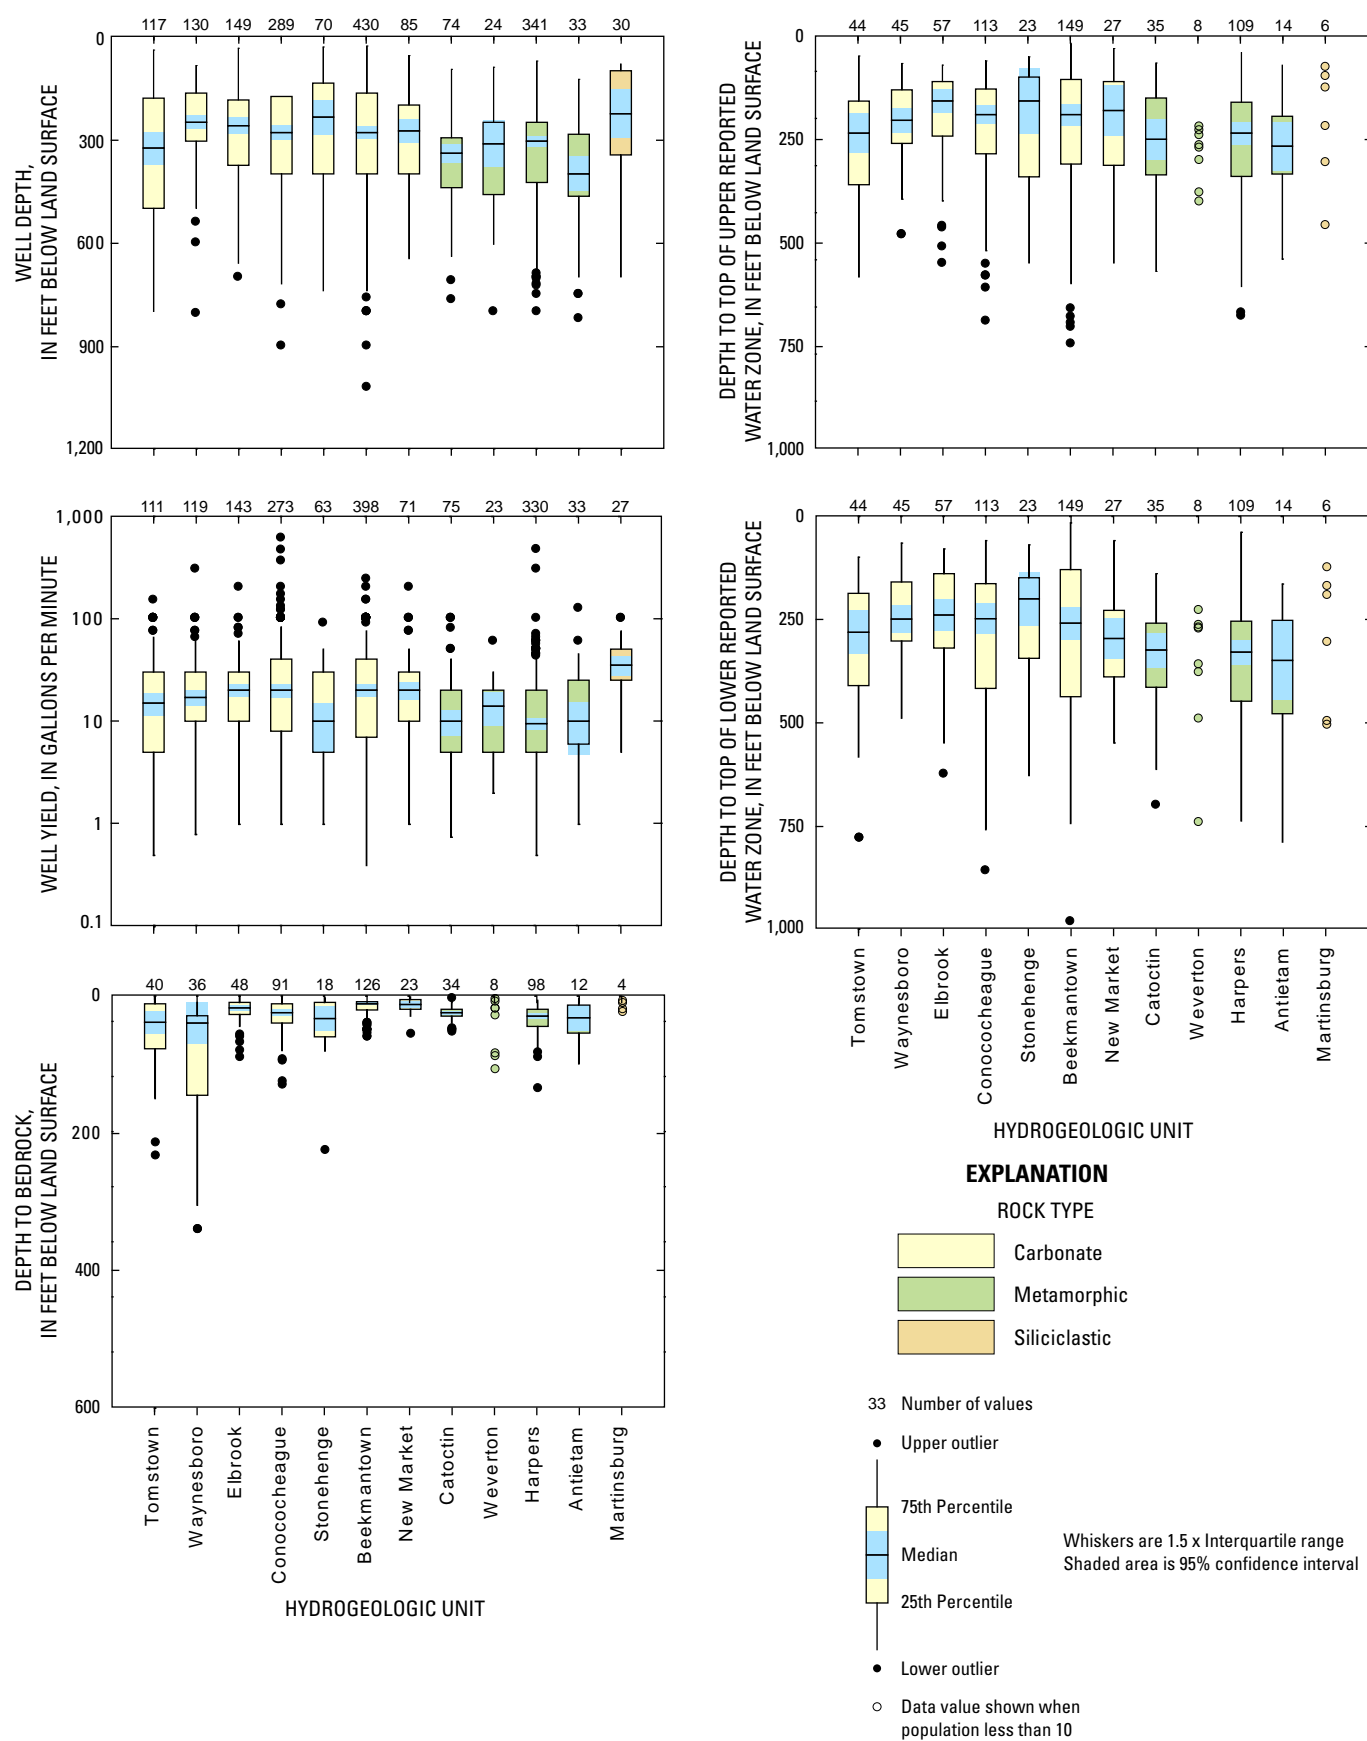 117 130 149 289 70 430 85 74 24 341 33 30
WELL DEPTH,
IN FEET BELOW LAND SURFACE
0
300
600
900
1,200
44 45 57 113 23 149 27 35 8 109 14 6
DEPTH TO TOP OF UPPER REPORTED
WATER ZONE, IN FEET BELOW LAND SURFACE
0
250
500
750
1,000
111 119 143 273 63 398 71 75 23 330 33 27
WELL YIELD, IN GALLONS PER MINUTE
1,000
100
10
1
0.1
44 45 57 113 23 149 27 35 8 109 14 6
DEPTH TO TOP OF LOWER REPORTED
WATER ZONE, IN FEET BELOW LAND SURFACE
0
250
500
750
1,000
Tomstown
Waynesboro
Elbrook
Conococheague
Stonehenge
Beekmantown
New Market
Catoctin
Weverton
Harpers
Antietam
Martinsburg
HYDROGEOLOGIC UNIT
40 36 48 91 18 126 23 34 8 98 12 4
DEPTH TO BEDROCK,
IN FEET BELOW LAND SURFACE
0
200
400
600
Tomstown
Waynesboro
Elbrook
Conococheague
Stonehenge
Beekmantown
New Market
Catoctin
Weverton
Harpers
Antietam
Martinsburg
HYDROGEOLOGIC UNIT
EXPLANATION
ROCK TYPE
Carbonate
Metamorphic
Siliciclastic
33 Number of values
Upper outlier
75th Percentile
Median
25th Percentile
Whiskers are 1.5 x Interquartile range
Shaded area is 95% confidence interval
Lower outlier
Data value shown when
population less than 10